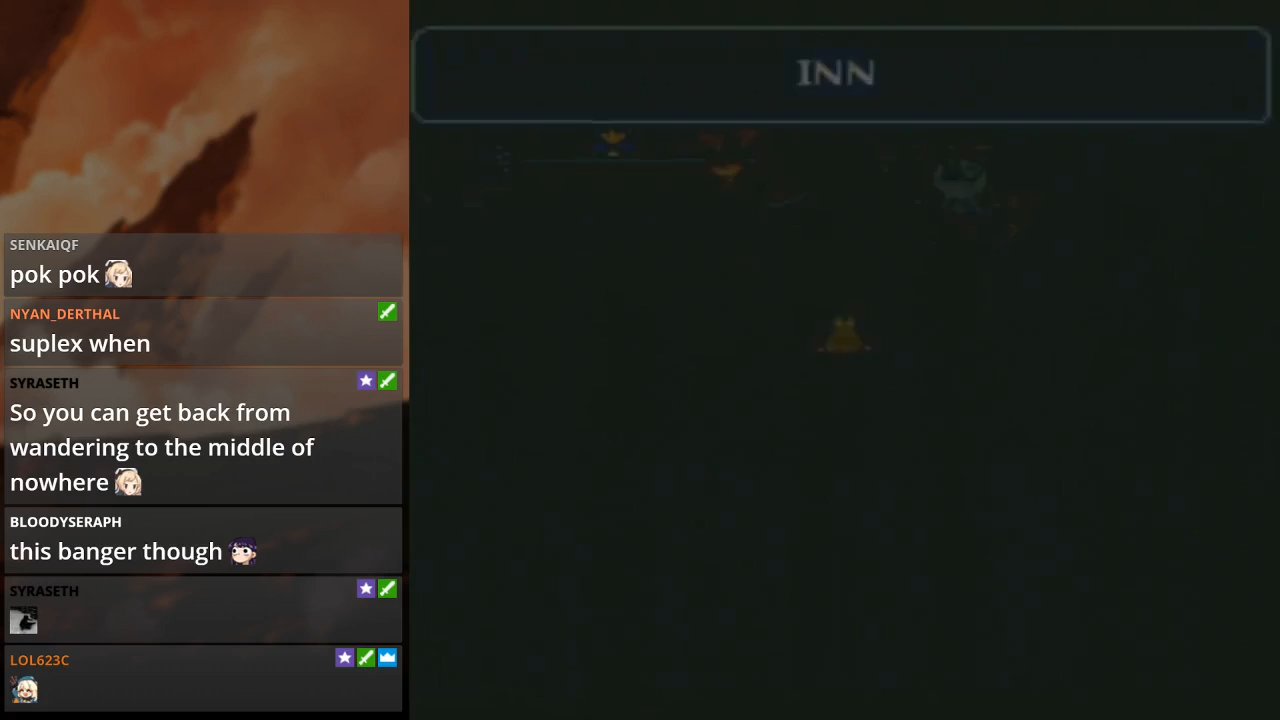 INN
SENKAIQF
pok pok
NYAN_DERTHAL
suplex when
SYRASETH
So you can get back from
wandering to the middle of
nowhere
BLOODYSERAPH
this banger though
SYRASETH
LOL623C